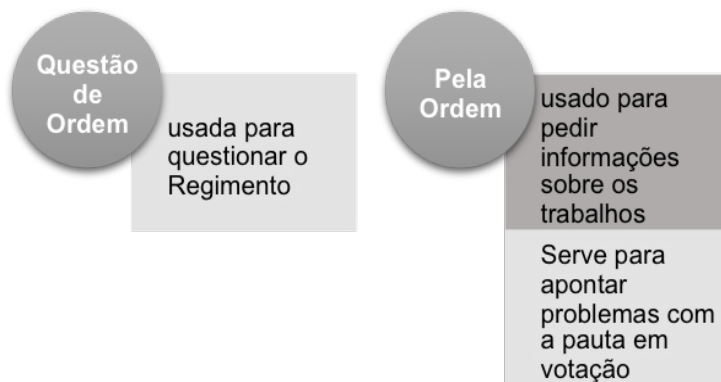 Questão
de
Ordem
usada para
questionar o
Regimento
Pela
Ordem
usado para
pedir
informações
sobre os
trabalhos
Serve para
apontar
problemas com
a pauta em
votação